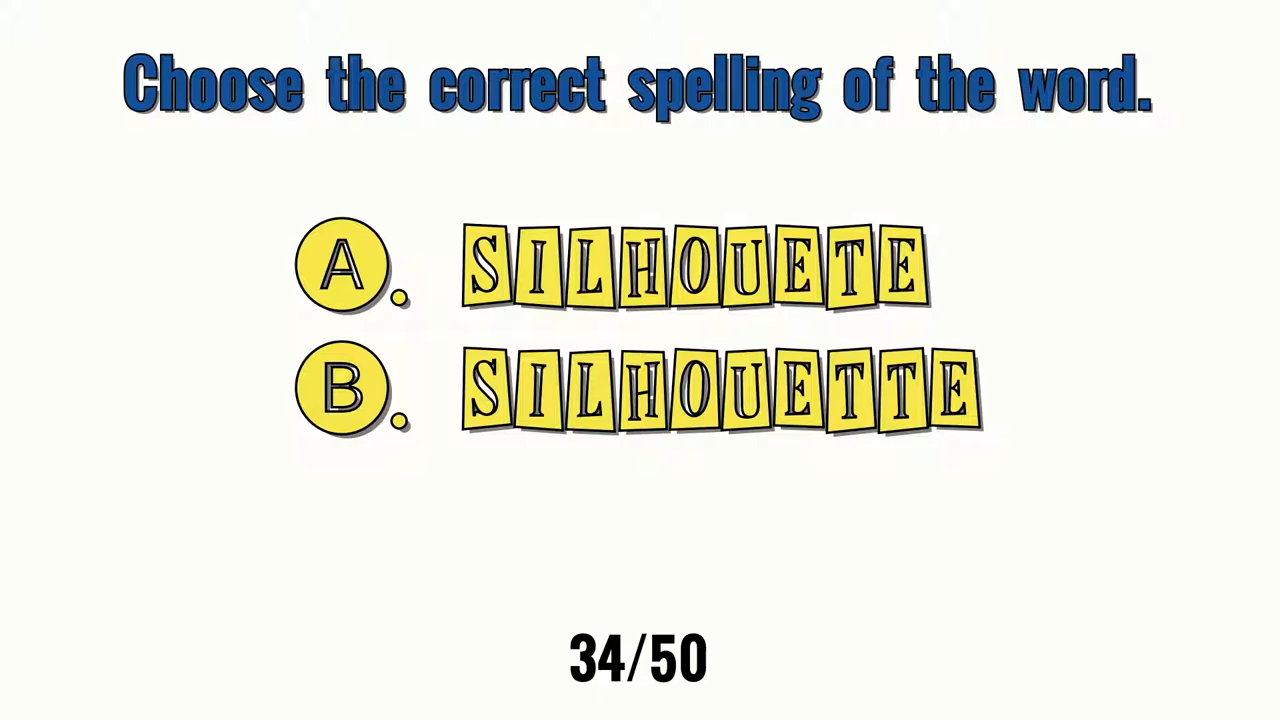 Choose the correct spelling of the word.
A. SILHOUETE
B. SILHOUETTE
34/50